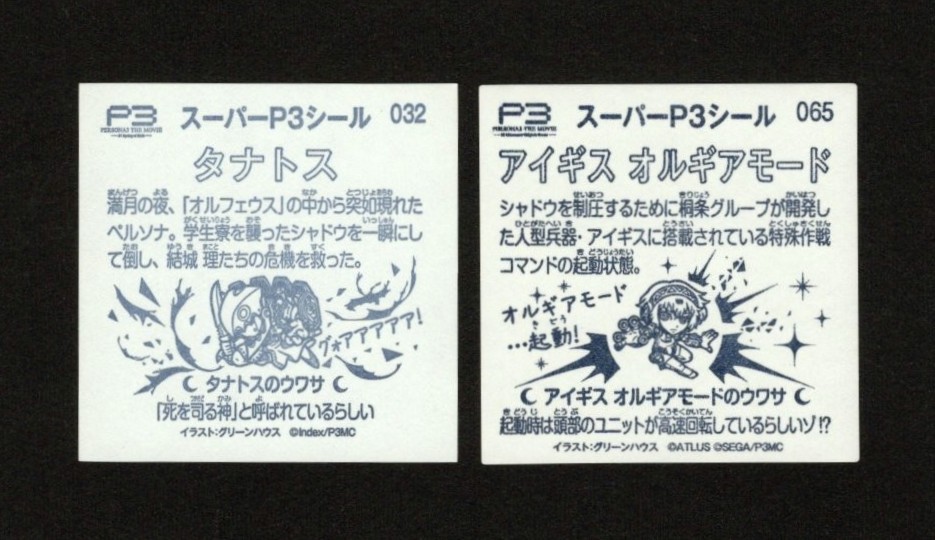 P3
PERSONA3 THE MOVIE
スーパーP3シール 032
タナトス
満月の夜、「オルフェウス」の中から突如現れた
ペルソナ。学生寮を襲ったシャドウを一瞬にし
て倒し、結城 理たちの危機を救った。
グォアアアアア!
タナトスのウワサ
「死を司る神」と呼ばれているらしい
イラスト:グリーンハウス ©Index/P3MC
P3
PERSONA3 THE MOVIE
スーパーP3シール 065
アイギス オルギアモード
シャドウを制圧するために桐条グループが開発し
た人型兵器・アイギスに搭載されている特殊作戦
コマンドの起動状態。
オルギアモード
…起動!
アイギス オルギアモードのウワサ
起動時は頭部のユニットが高速回転しているらしいゾ!?
イラスト:グリーンハウス ©ATLUS ©SEGA/P3MC